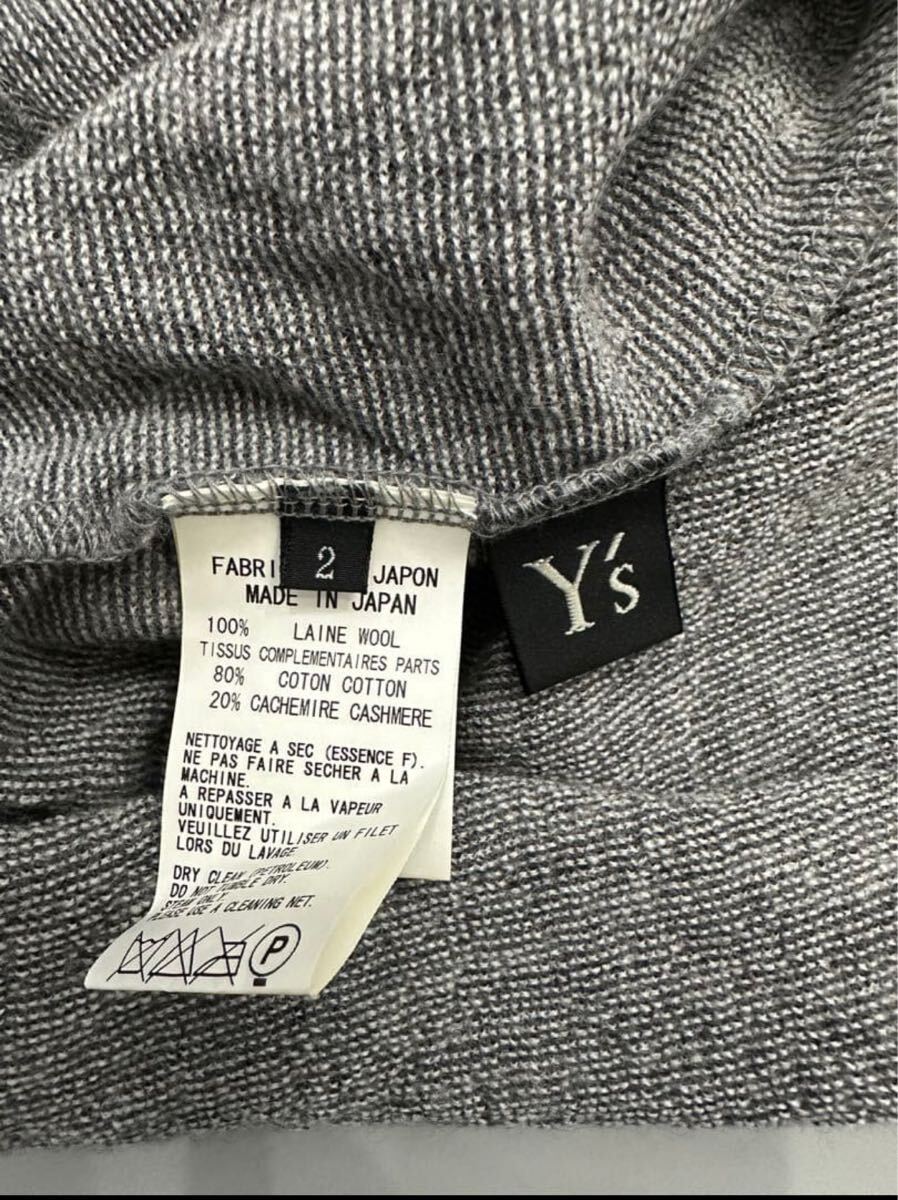 2
FABRI JAPON
MADE IN JAPAN
100% LAINE WOOL
TISSUS COMPLEMENTAIRES PARTS
80% COTON COTTON
20% CACHEMIRE CASHMERE
NETTOYAGE A SEC (ESSENCE F).
NE PAS FAIRE SECHER A LA
MACHINE.
A REPASSER A LA VAPEUR
UNIQUEMENT.
VEUILLEZ UTILISER UN FILET
LORS DU LAVAGE
DRY CLEAN (PETROLEUM).
DO NOT TUMBLE DRY.
STEAM ONLY.
PLEASE USE A CLEANING NET.
P
Y's